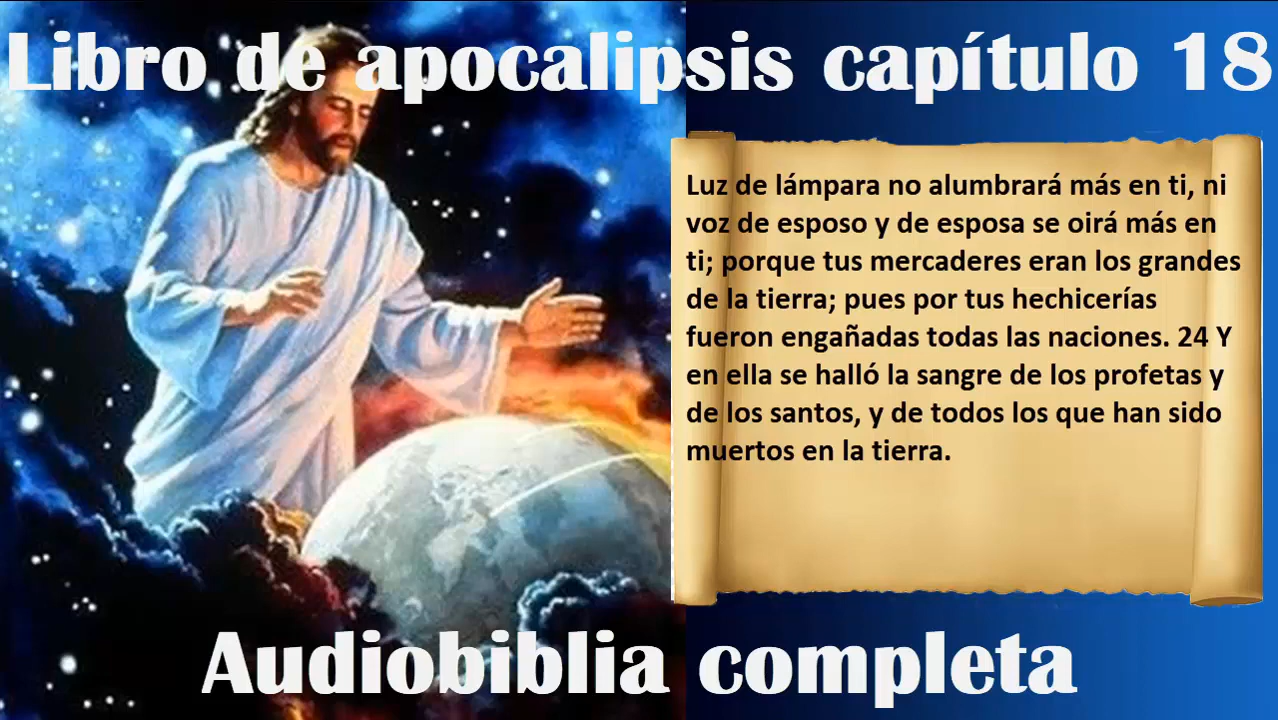 Libro de apocalipsis capítulo 18
Luz de lámpara no alumbrará más en ti, ni
voz de esposo y de esposa se oirá más en
ti; porque tus mercaderes eran los grandes
de la tierra; pues por tus hechicerías
fueron engañadas todas las naciones. 24 Y
en ella se halló la sangre de los profetas y
de los santos, y de todos los que han sido
muertos en la tierra.
Audiobiblia completa